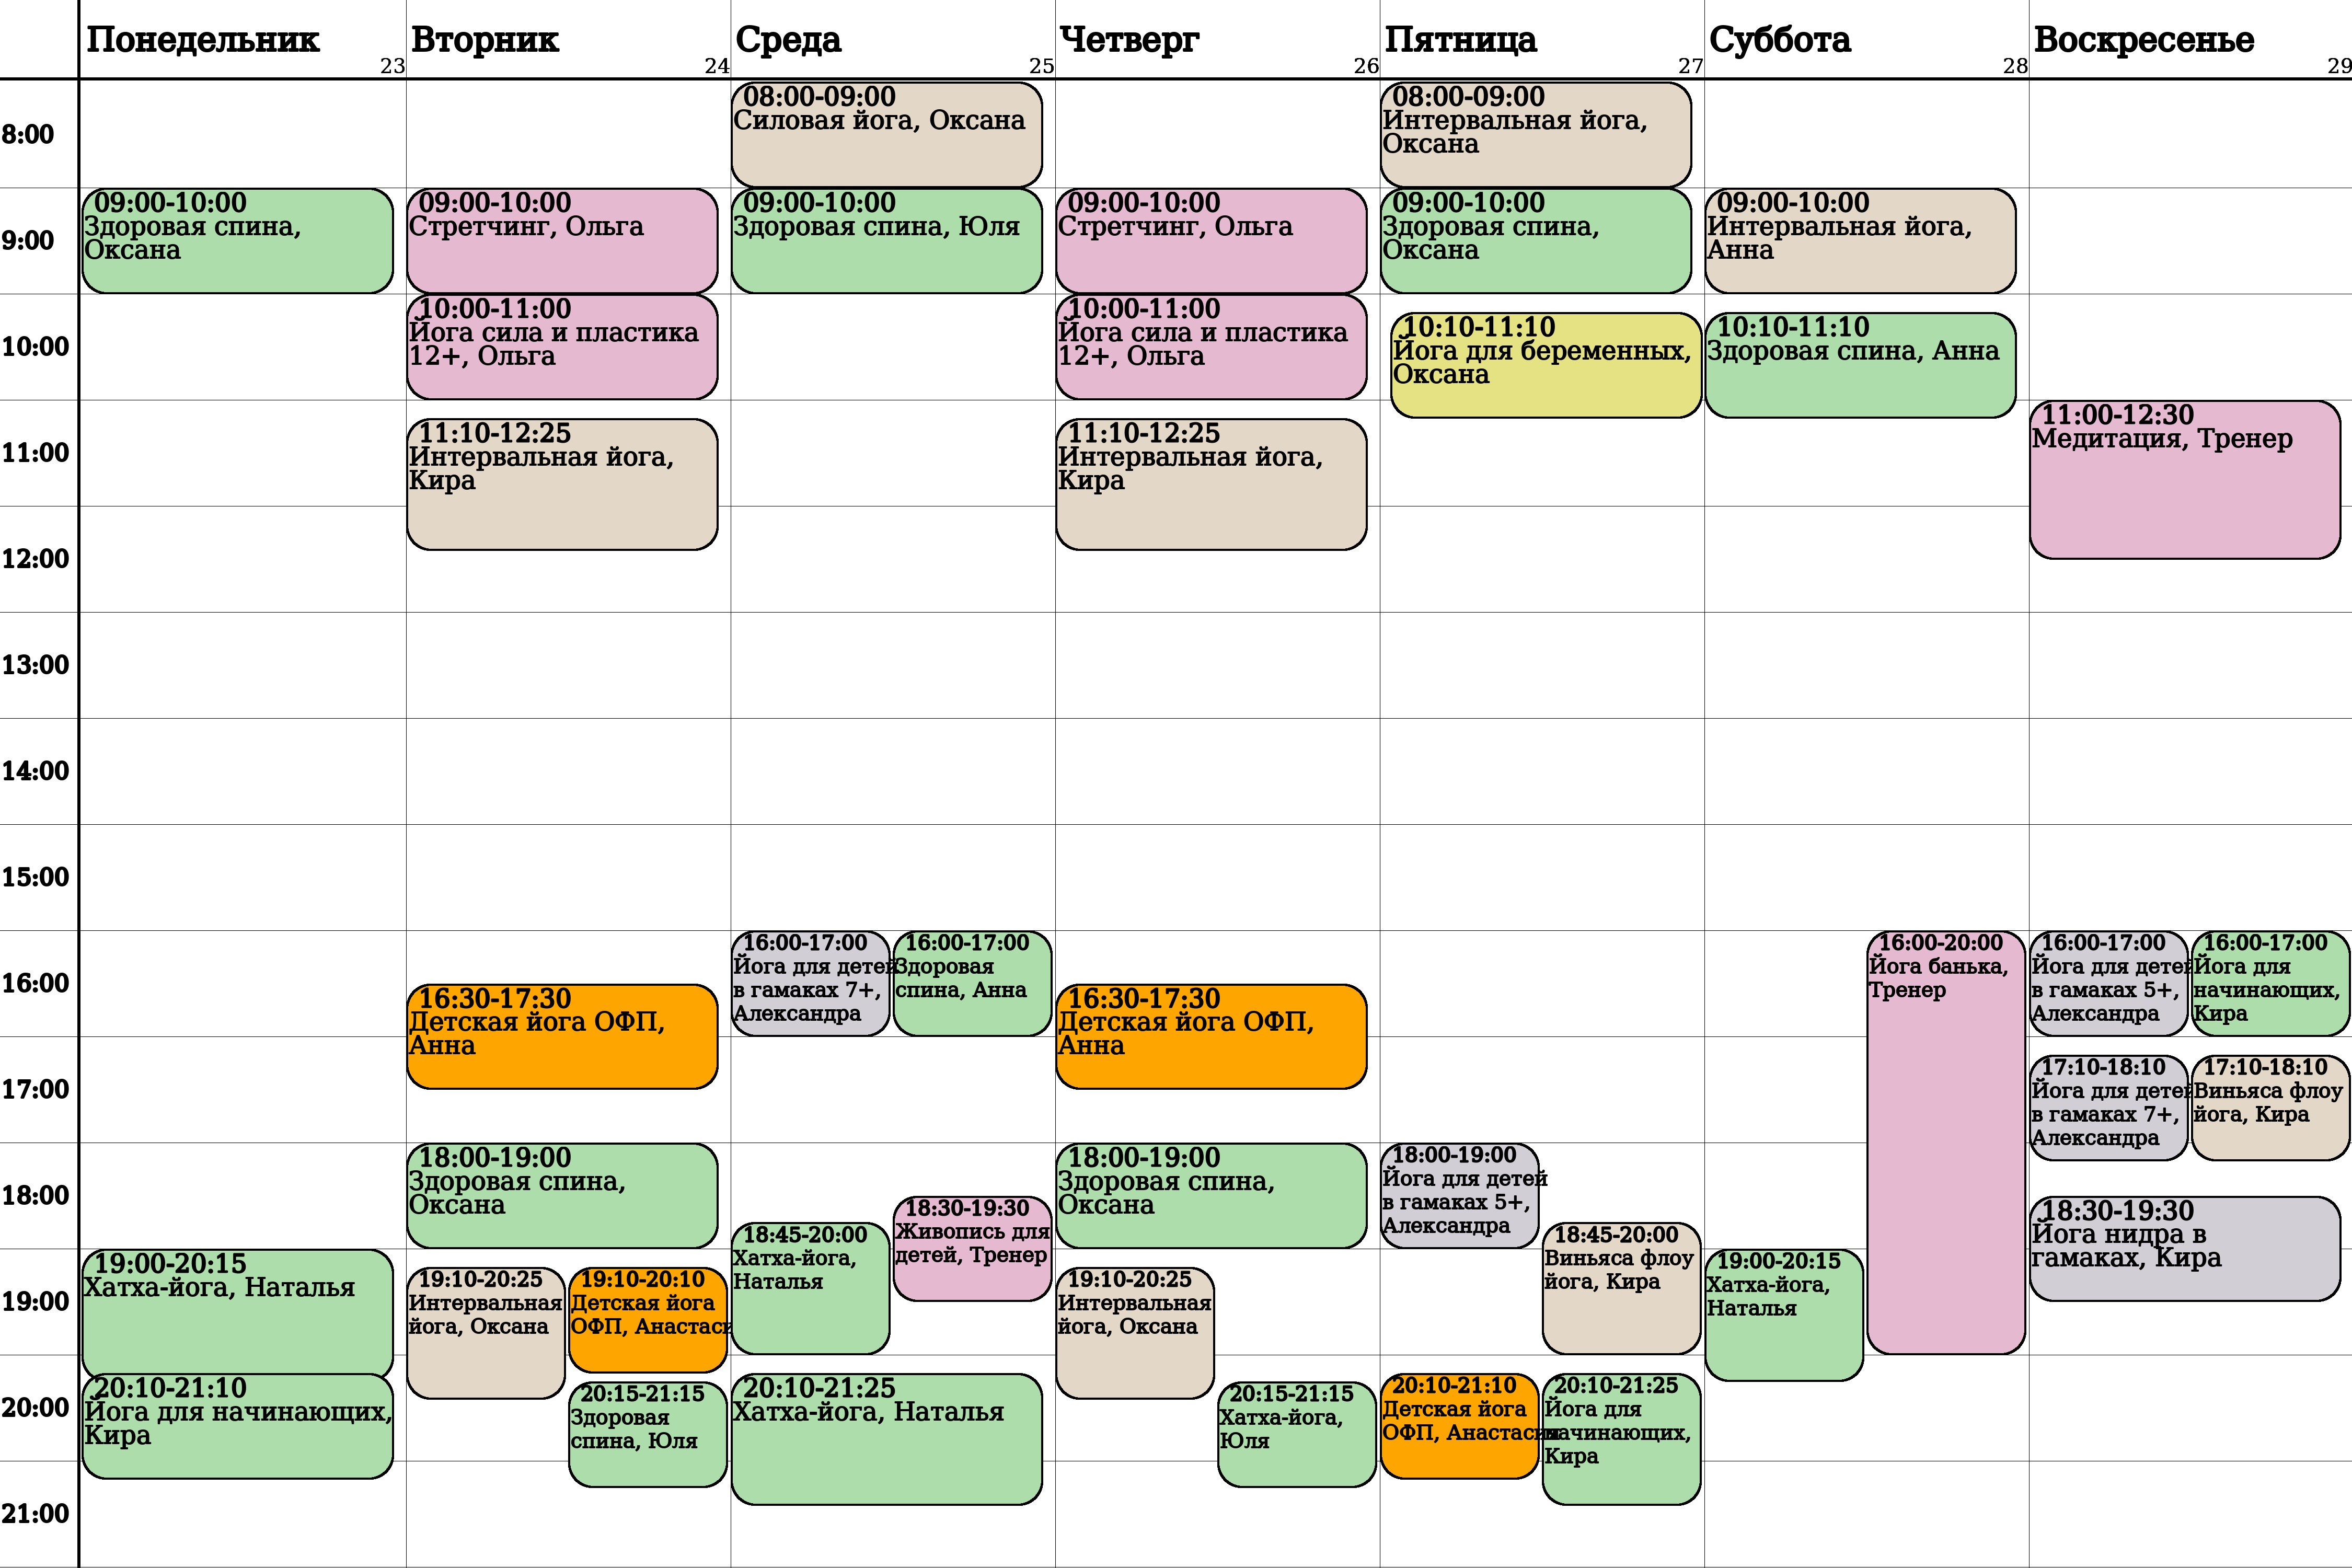 Понедельник
23
Вторник
24
Среда
25
Четверг
26
Пятница
27
Суббота
28
Воскресенье
29
8:00
9:00
10:00
11:00
12:00
13:00
14:00
15:00
16:00
17:00
18:00
19:00
20:00
21:00
09:00-10:00
Здоровая спина,
Оксана
19:00-20:15
Хатха-йога, Наталья
20:10-21:10
Йога для начинающих,
Кира
09:00-10:00
Стретчинг, Ольга
10:00-11:00
Йога сила и пластика
12+, Ольга
11:10-12:25
Интервальная йога,
Кира
16:30-17:30
Детская йога ОФП,
Анна
18:00-19:00
Здоровая спина,
Оксана
19:10-20:25
Интервальная
йога, Оксана
19:10-20:10
Детская йога
ОФП, Анастаси
20:15-21:15
Здоровая
спина, Юля
08:00-09:00
Силовая йога, Оксана
09:00-10:00
Здоровая спина, Юля
16:00-17:00
Йога для детей
в гамаках 7+,
Александра
16:00-17:00
Здоровая
спина, Анна
18:45-20:00
Хатха-йога,
Наталья
18:30-19:30
Живопись для
детей, Тренер
20:10-21:25
Хатха-йога, Наталья
09:00-10:00
Стретчинг, Ольга
10:00-11:00
Йога сила и пластика
12+, Ольга
11:10-12:25
Интервальная йога,
Кира
16:30-17:30
Детская йога ОФП,
Анна
18:00-19:00
Здоровая спина,
Оксана
19:10-20:25
Интервальная
йога, Оксана
20:15-21:15
Хатха-йога,
Юля
08:00-09:00
Интервальная йога,
Оксана
09:00-10:00
Здоровая спина,
Оксана
10:10-11:10
Йога для беременных,
Оксана
18:00-19:00
Йога для детей
в гамаках 5+,
Александра
18:45-20:00
Виньяса флоу
йога, Кира
20:10-21:10
Детская йога
ОФП, Анастасия
20:10-21:25
Йога для
начинающих,
Кира
09:00-10:00
Интервальная йога,
Анна
10:10-11:10
Здоровая спина, Анна
16:00-20:00
Йога банька,
Тренер
19:00-20:15
Хатха-йога,
Наталья
11:00-12:30
Медитация, Тренер
16:00-17:00
Йога для детей
в гамаках 5+,
Александра
16:00-17:00
Йога для
начинающих,
Кира
17:10-18:10
Йога для детей
в гамаках 7+,
Александра
17:10-18:10
Виньяса флоу
йога, Кира
18:30-19:30
Йога нидра в
гамаках, Кира